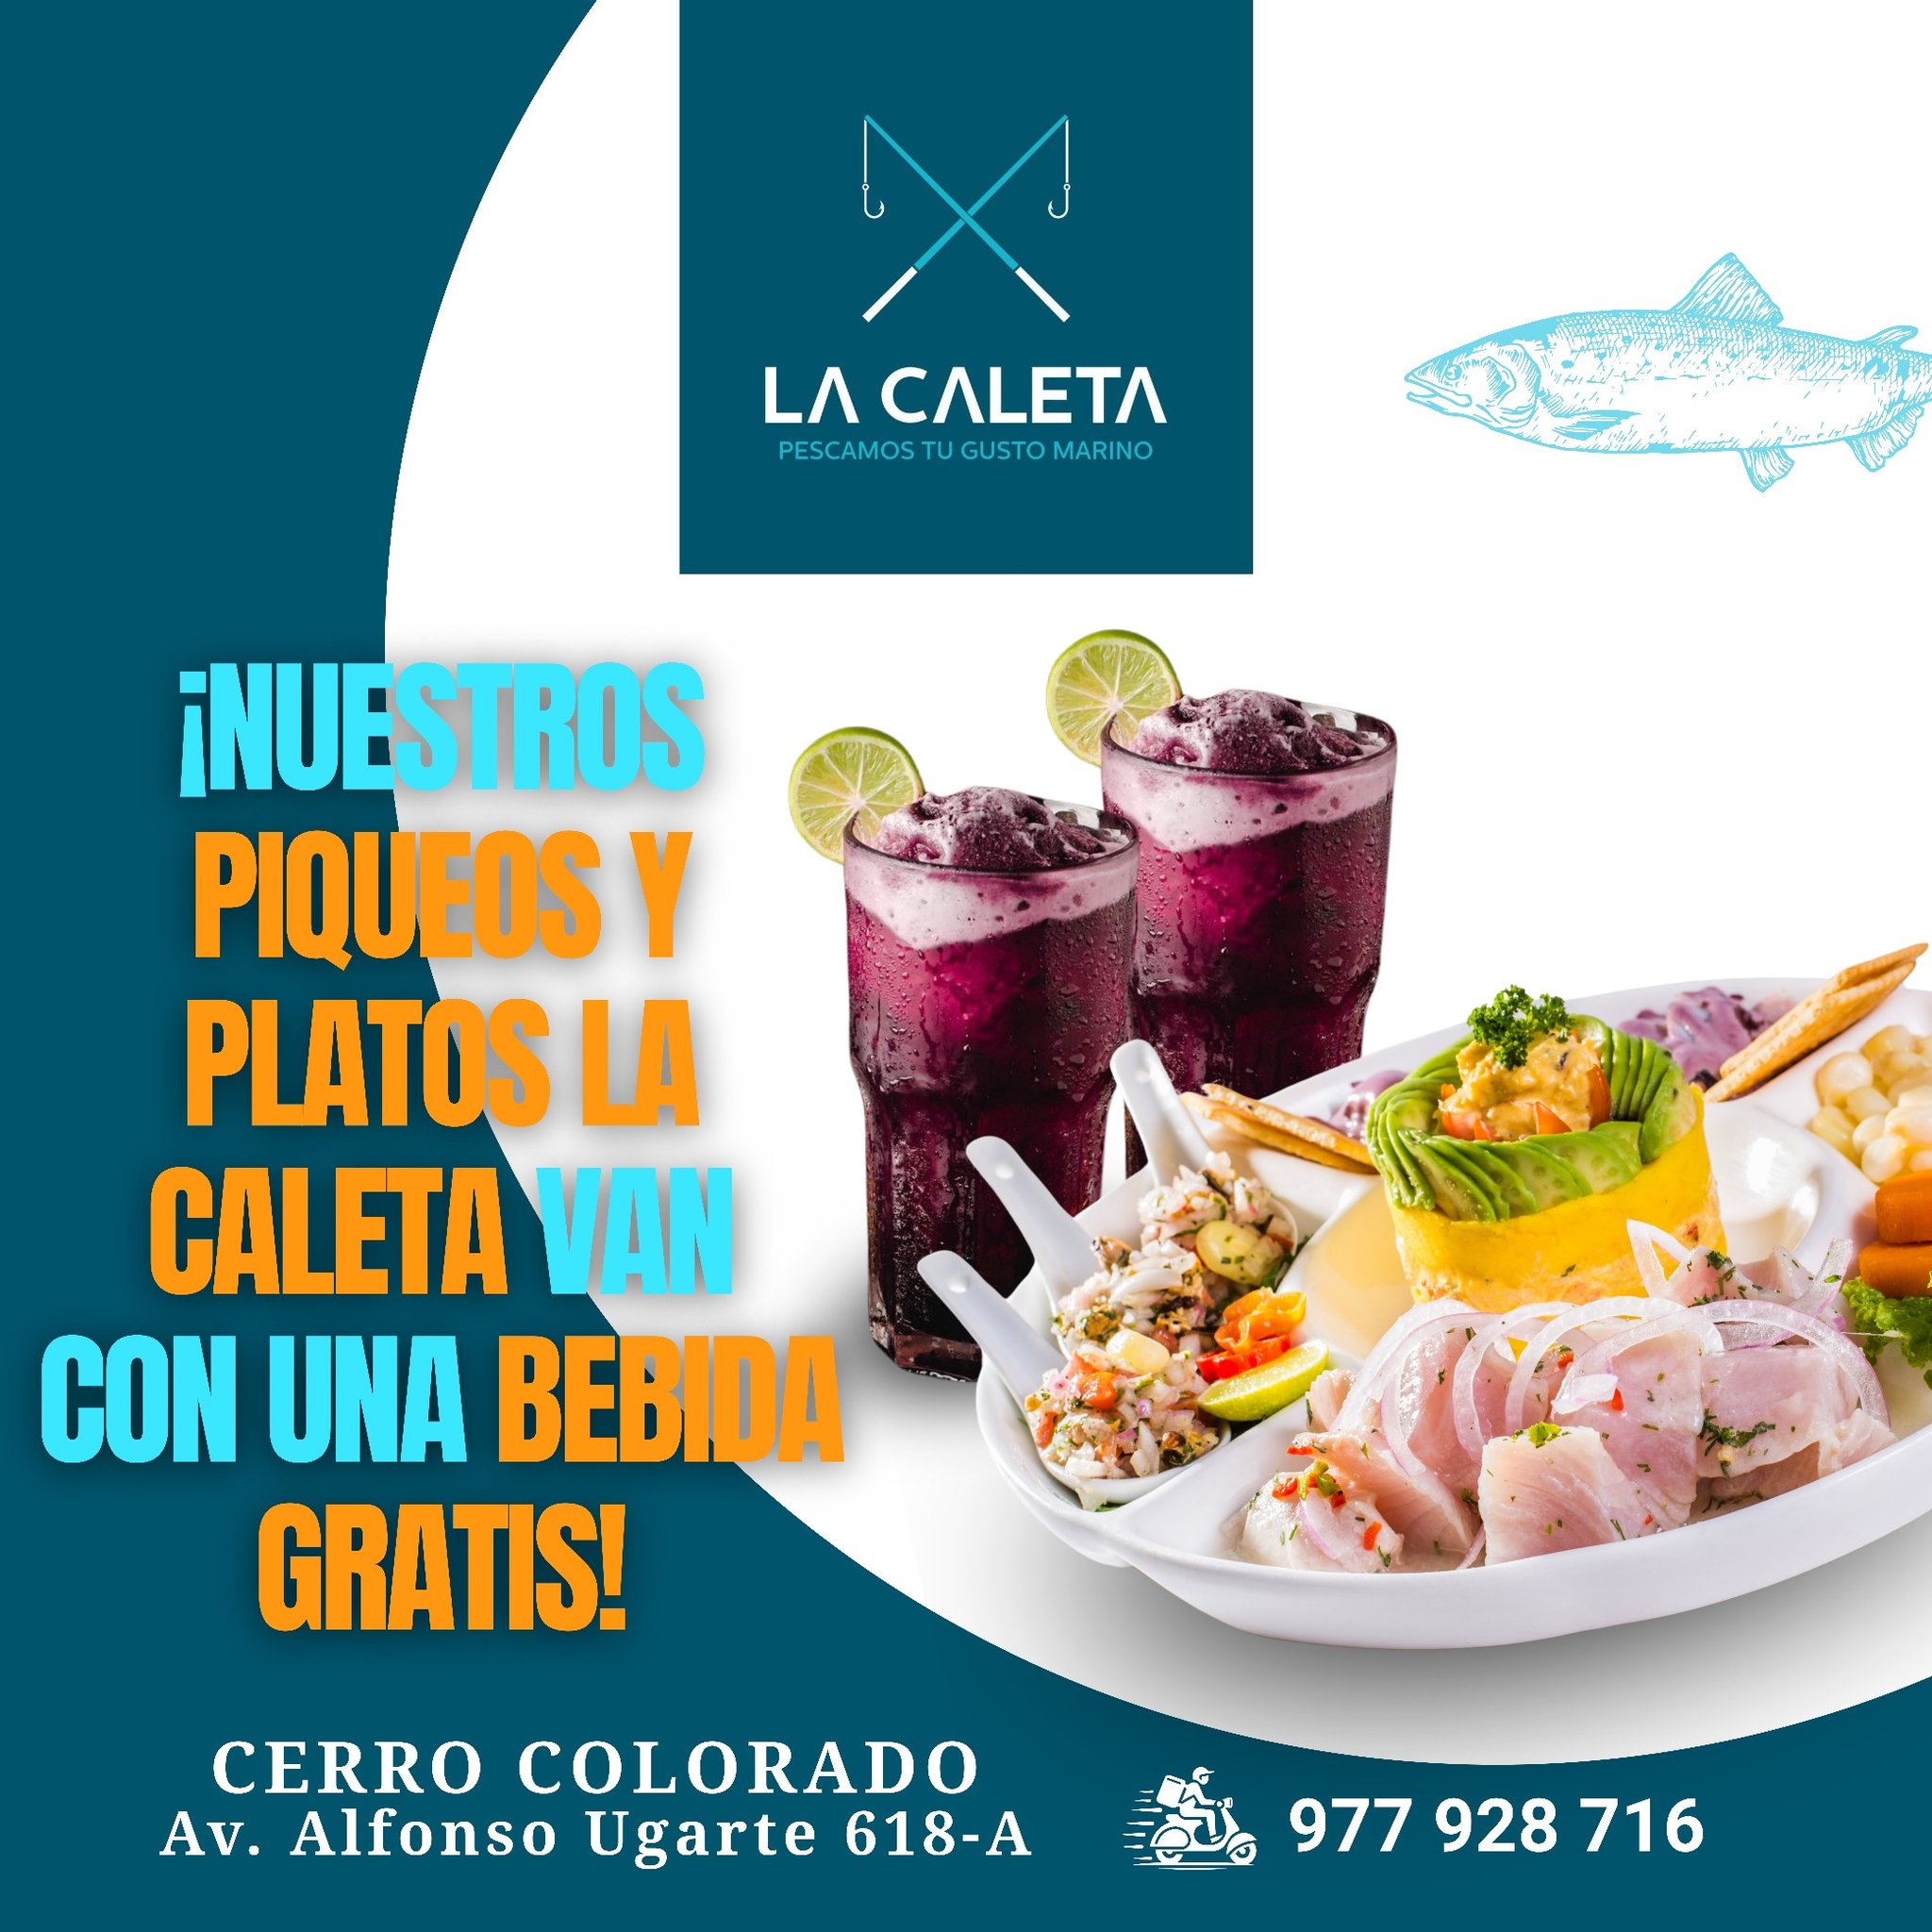 LA CALETA
PESCAMOS TU GUSTO MARINO
¡NUESTROS
PIQUEOS Y
PLATOS LA
CALETA VAN
CON UNA BEBIDA
GRATIS!
CERRO COLORADO
Av. Alfonso Ugarte 618-A
977 928 716